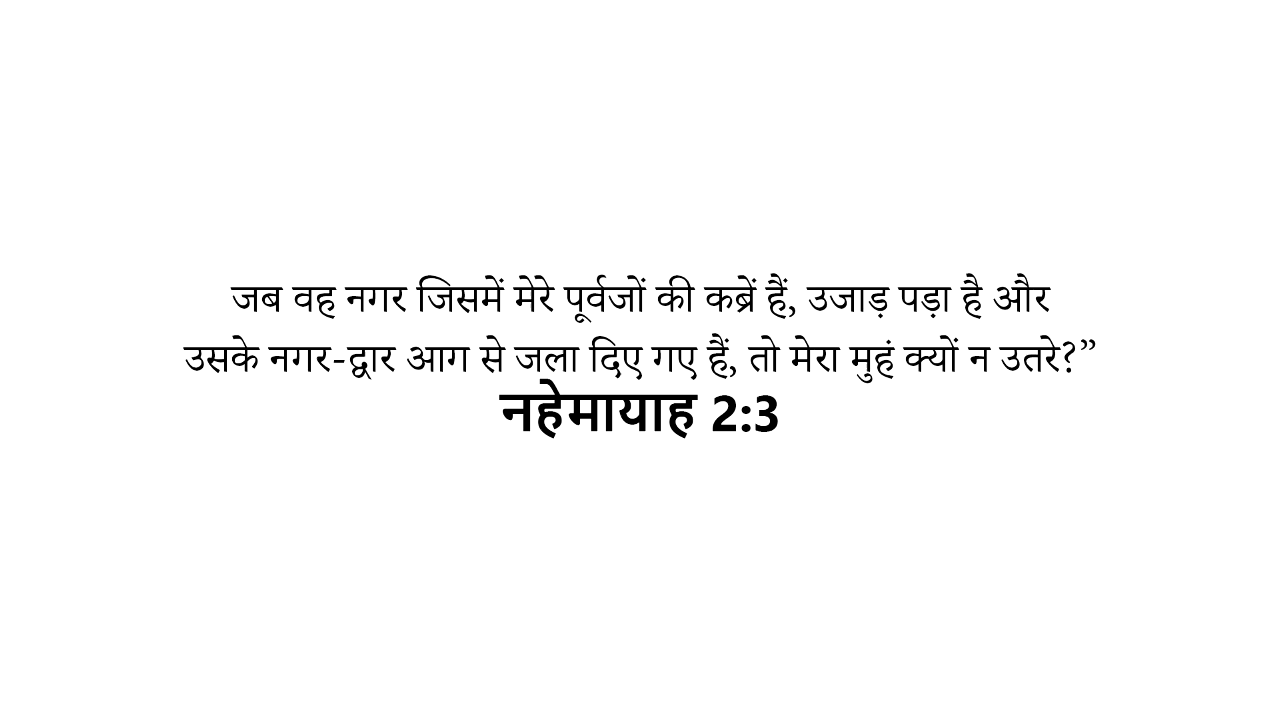 जब वह नगर जिसमें मेरे पूर्वजों की कब्रें हैं, उजाड़ पड़ा है और
उसके नगर-द्वार आग से जला दिए गए हैं, तो मेरा मुहं क्यों न उतरे?”
नहेमायाह 2:3